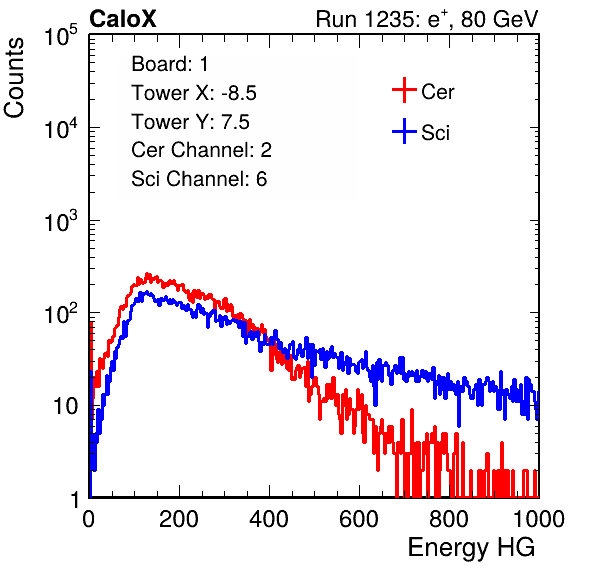 CaloX Run 1235: e⁺, 80 GeV
Counts
Board: 1
Tower X: -8.5
Tower Y: 7.5
Cer Channel: 2
Sci Channel: 6
Cer
Sci
10⁵
10⁴
10³
10²
10
1
0 200 400 600 800 1000
Energy HG